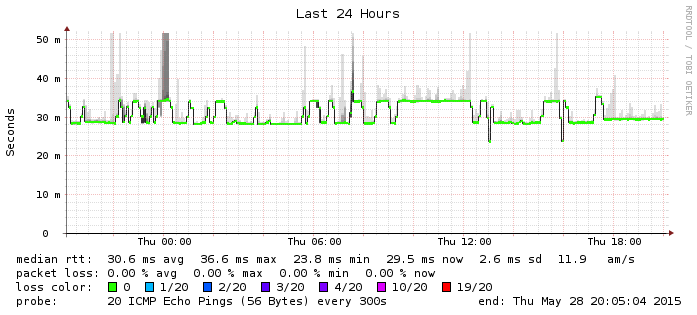 Last 24 Hours
RRDTOOL / TOBI OETIKER
50 m
40 m
30 m
20 m
10 m
0
Seconds
Thu 00:00 Thu 06:00 Thu 12:00 Thu 18:00
median rtt: 30.6 ms avg 36.6 ms max 23.8 ms min 29.5 ms now 2.6 ms sd 11.9 am/s
packet loss: 0.00 % avg 0.00 % max 0.00 % min 0.00 % now
loss color: 0 1/20 2/20 3/20 4/20 10/20 19/20
probe: 20 ICMP Echo Pings (56 Bytes) every 300s end: Thu May 28 20:05:04 2015